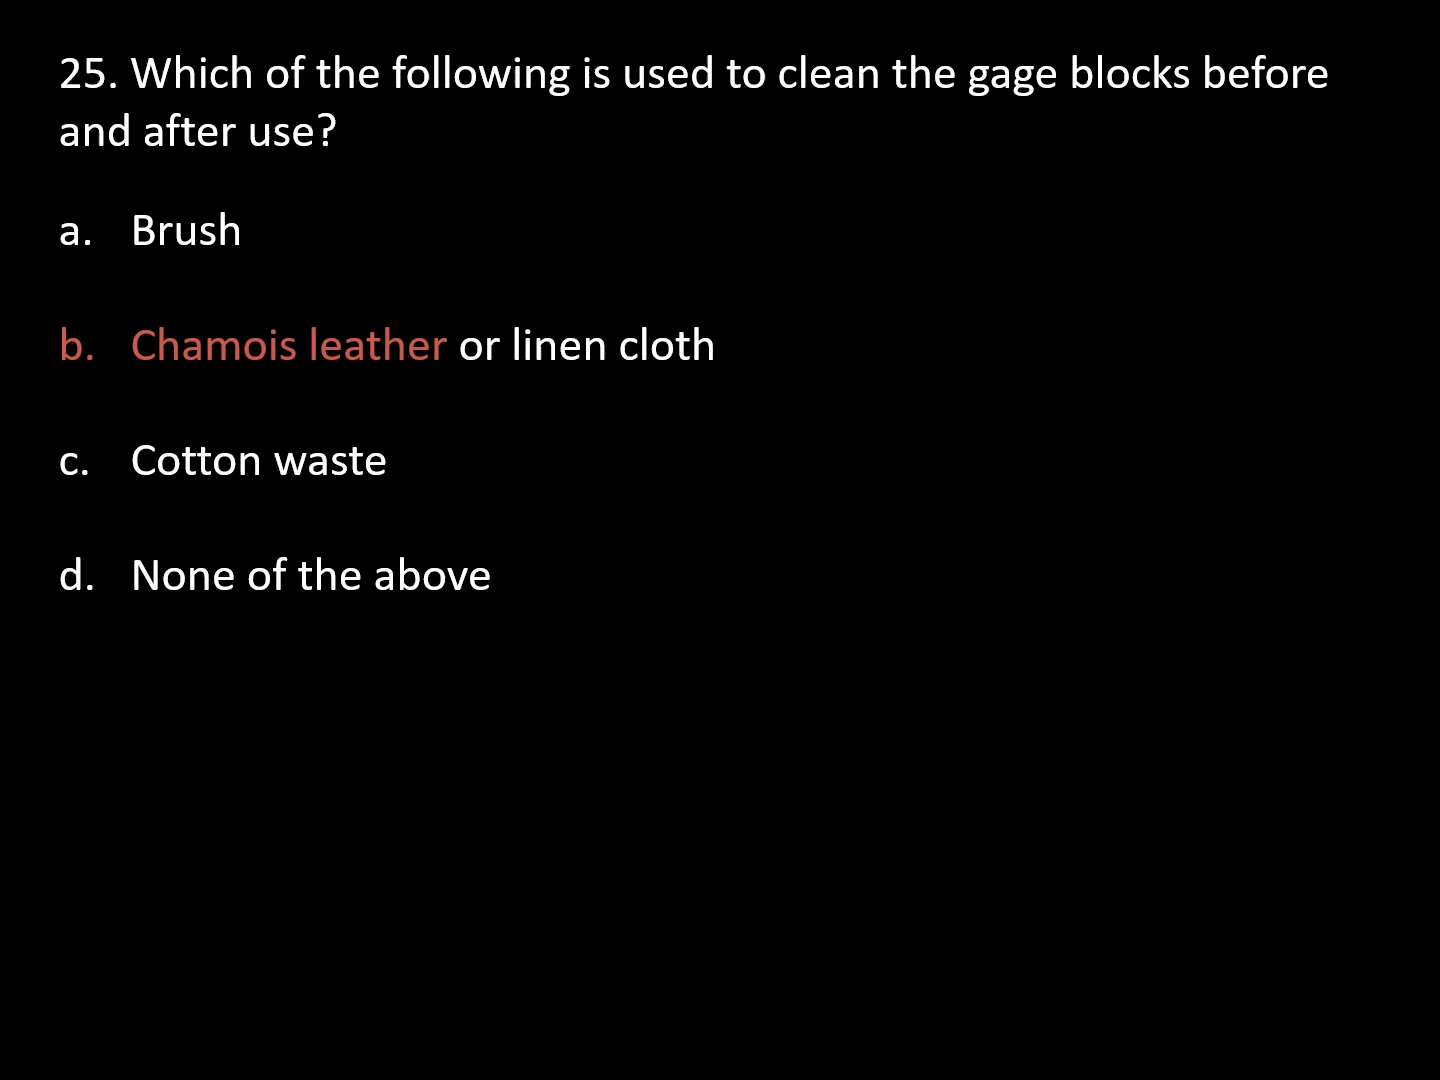 25. Which of the following is used to clean the gage blocks before
and after use?
a. Brush
b. Chamois leather or linen cloth
c. Cotton waste
d. None of the above